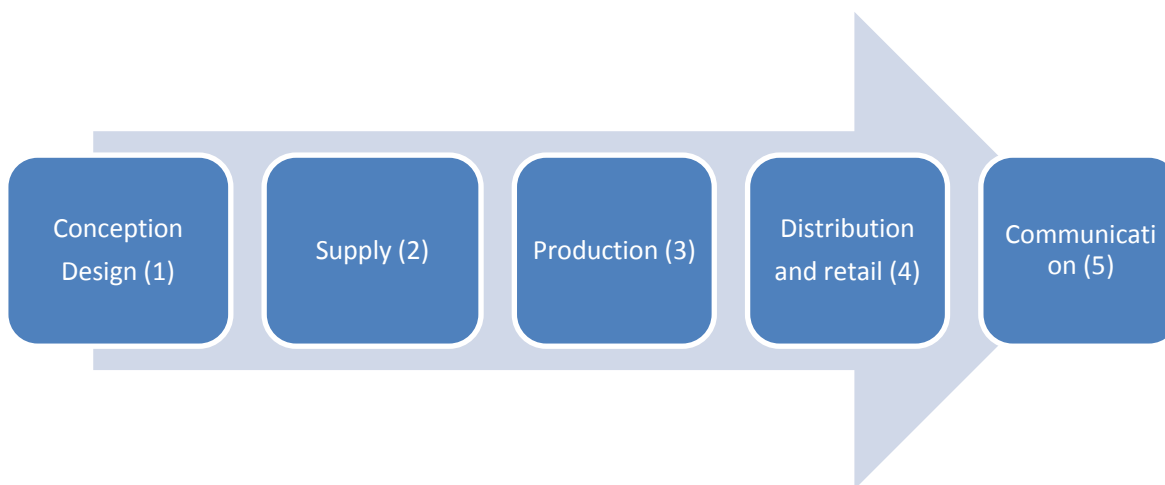 Conception
Design (1)
Supply (2)
Production (3)
Distribution
and retail (4)
Communicati
on (5)